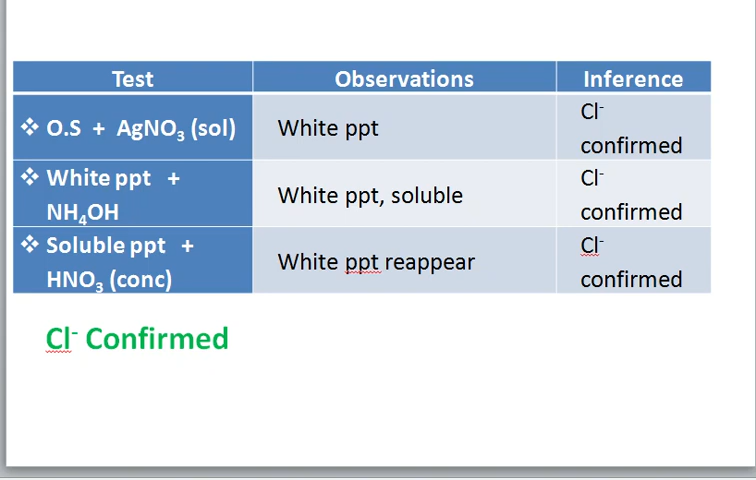 Test Observations Inference
❖ O.S + AgNO₃ (sol) White ppt Cl⁻ confirmed
❖ White ppt + NH₄OH White ppt, soluble Cl⁻ confirmed
❖ Soluble ppt + HNO₃ (conc) White ppt reappear Cl⁻ confirmed
Cl⁻ Confirmed